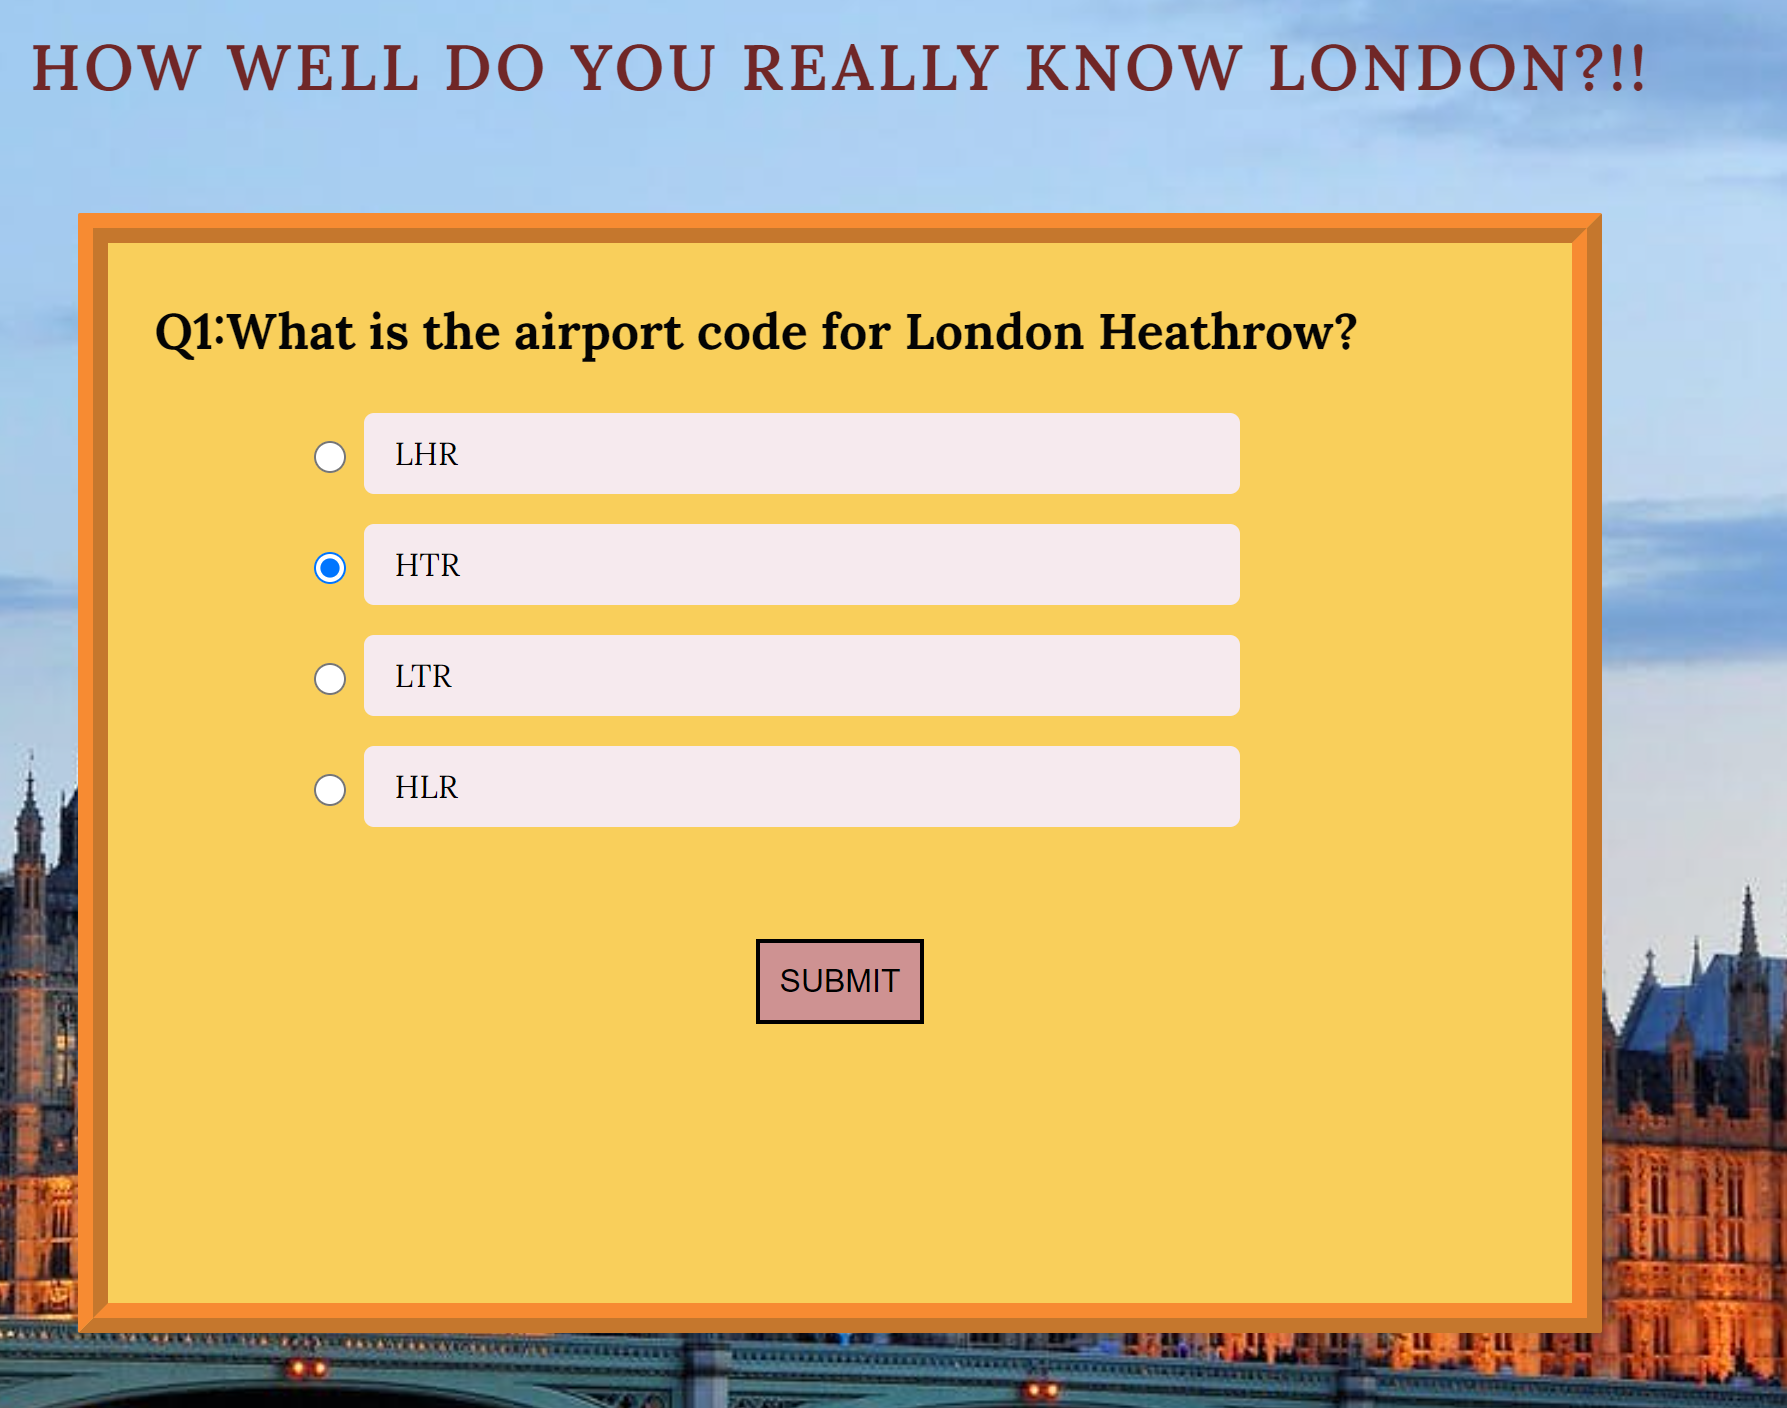 HOW WELL DO YOU REALLY KNOW LONDON?!!
Q1:What is the airport code for London Heathrow?
LHR
HTR
LTR
HLR
SUBMIT